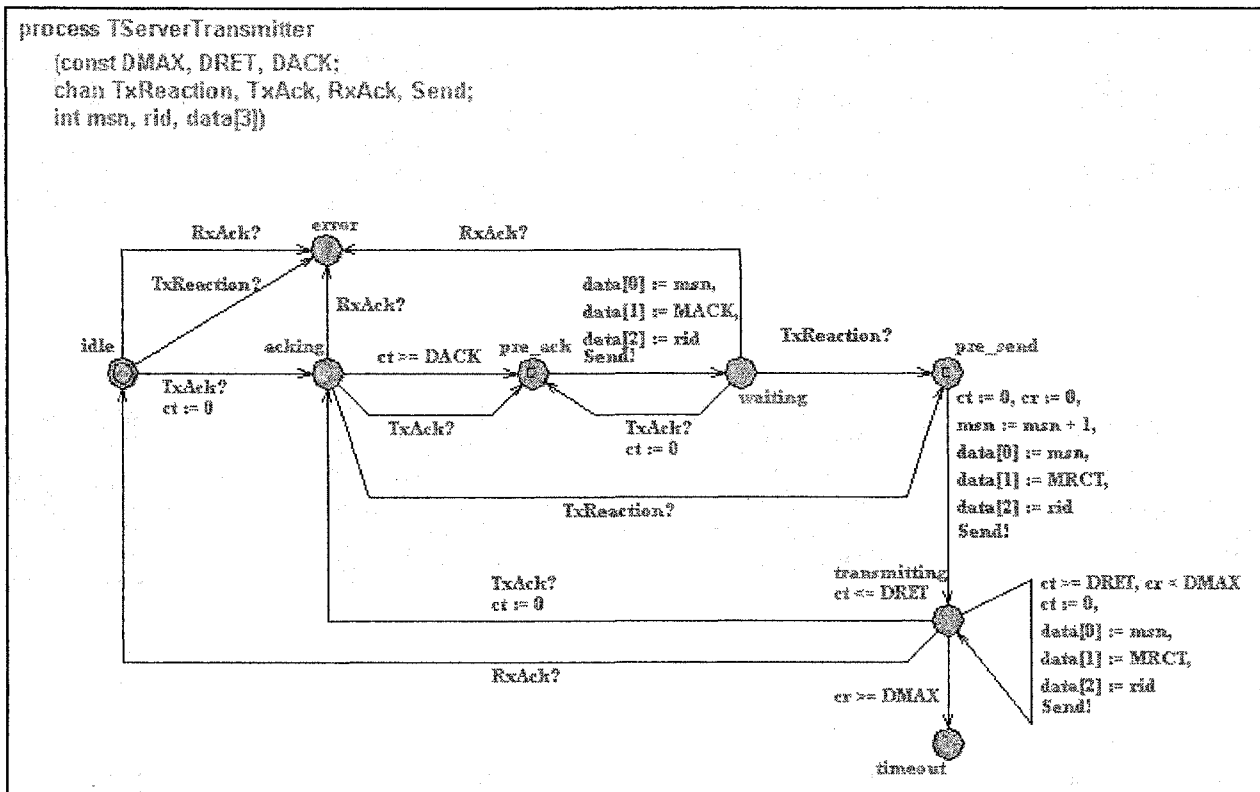 process TServerTransmitter
(const DMAX, DRET, DACK;
chan TxReaction, TxAck, RxAck, Send;
int msn, rid, data[3])
RxAck?
error
RxAck?
TxReaction?
RxAck?
data[0] := msn,
data[1] := MACK,
data[2] := rid
Send!
idle
acking
ct >= DACK
pre_ack
TxReaction?
pre_send
TxAck?
ct := 0
TxAck?
TxAck?
ct := 0
waiting
ct := 0, cr := 0,
msn := msn + 1,
data[0] := msn,
data[1] := MRCT,
data[2] := rid
Send!
TxReaction?
TxAck?
ct := 0
transmitting
ct <= DRET
ct >= DRET, cr < DMAX
ct := 0,
data[0] := msn,
data[1] := MRCT,
data[2] := rid
Send!
RxAck?
cr >= DMAX
timeout